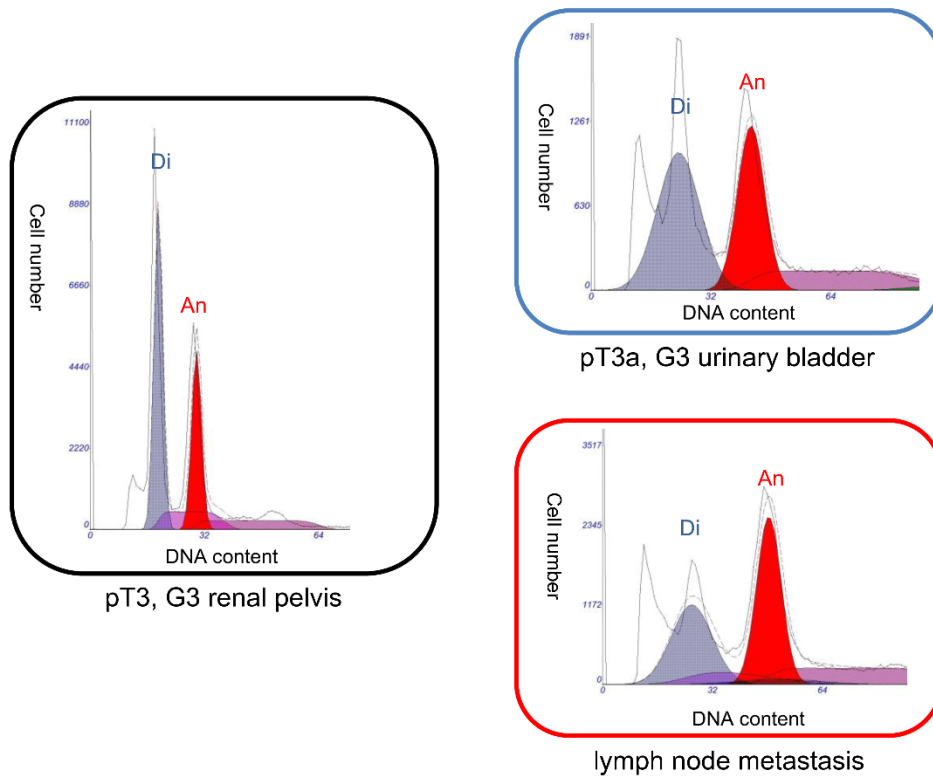 11100
8880
6660
4440
2220
0
Cell number
Di
An
0
32
64
DNA content
pT3, G3 renal pelvis
1891
1261
630
0
Cell number
Di
An
0
32
64
DNA content
pT3a, G3 urinary bladder
3517
2345
1172
0
Cell number
Di
An
0
32
64
DNA content
lymph node metastasis